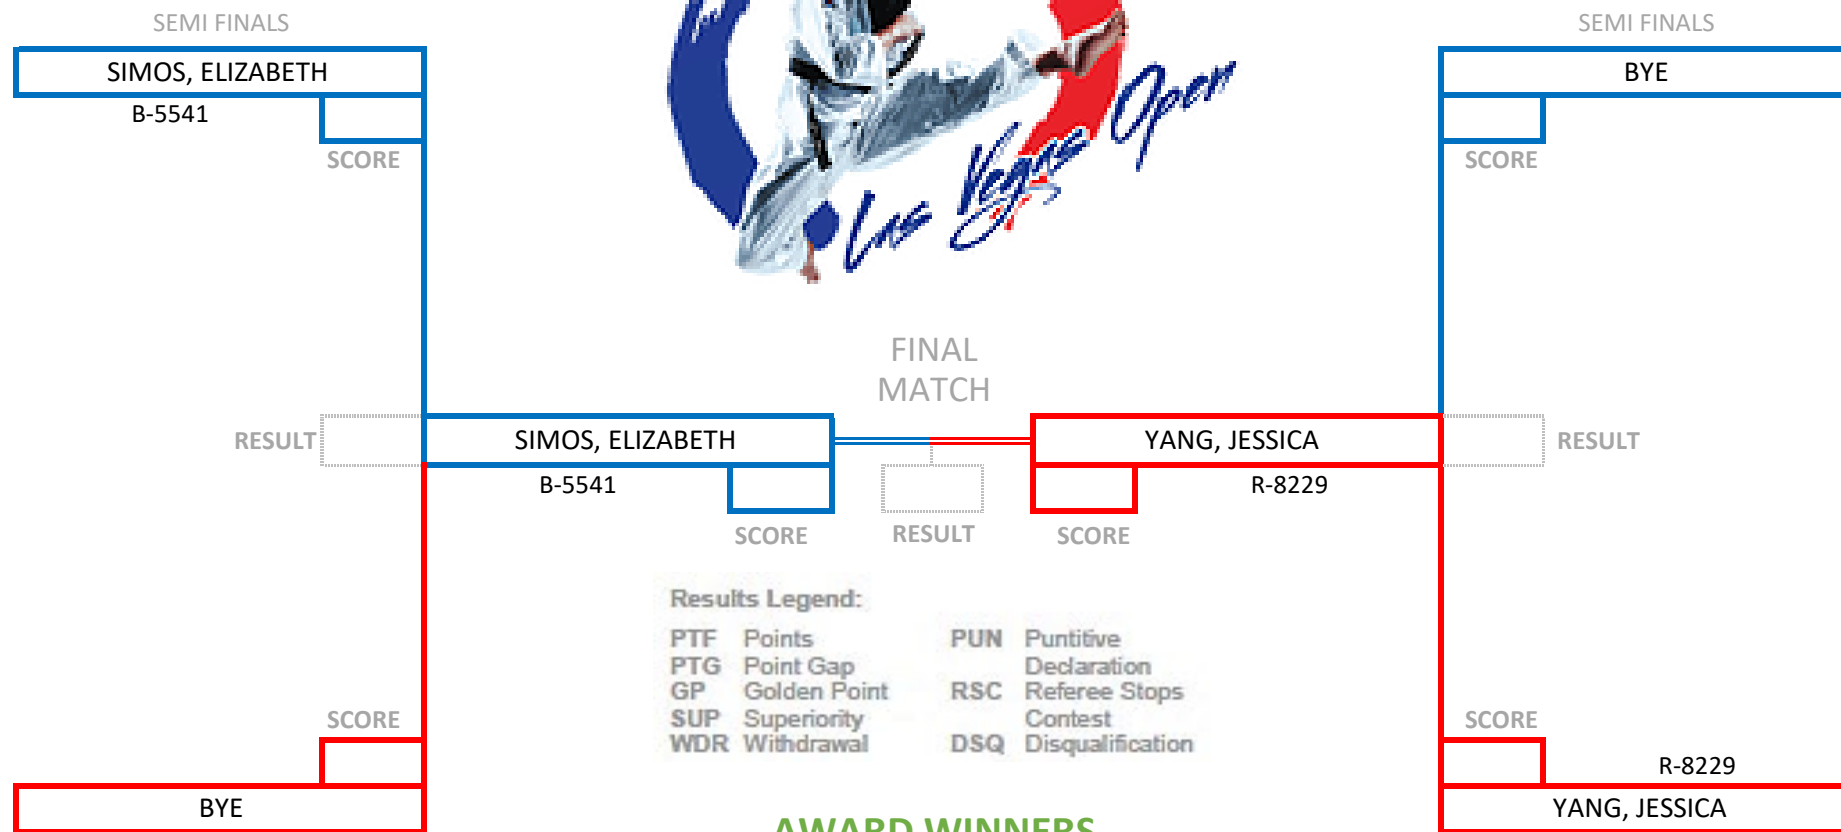 SEMI FINALS
SEMI FINALS
SIMOS, ELIZABETH
BYE
B-5541
SCORE
SCORE
Las Vegas Open
FINAL
MATCH
RESULT
SIMOS, ELIZABETH
YANG, JESSICA
RESULT
B-5541
R-8229
SCORE
RESULT
SCORE
Results Legend:
PTF Points
PTG Point Gap
GP Golden Point
SUP Superiority
WDR Withdrawal
PUN Puntitive
Declaration
RSC Referee Stops
Contest
DSQ Disqualification
SCORE
SCORE
R-8229
BYE
YANG, JESSICA
AWARD WINNERS